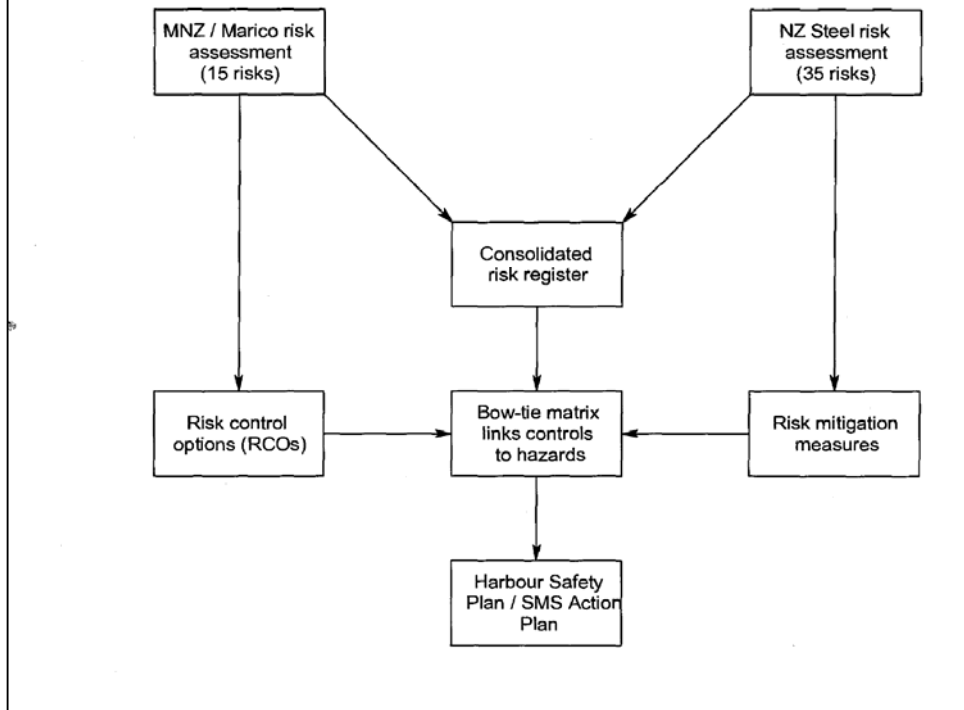 MNZ / Marico risk
assessment
(15 risks)
NZ Steel risk
assessment
(35 risks)
Consolidated
risk register
Risk control
options (RCOs)
Bow-tie matrix
links controls
to hazards
Risk mitigation
measures
Harbour Safety
Plan / SMS Action
Plan